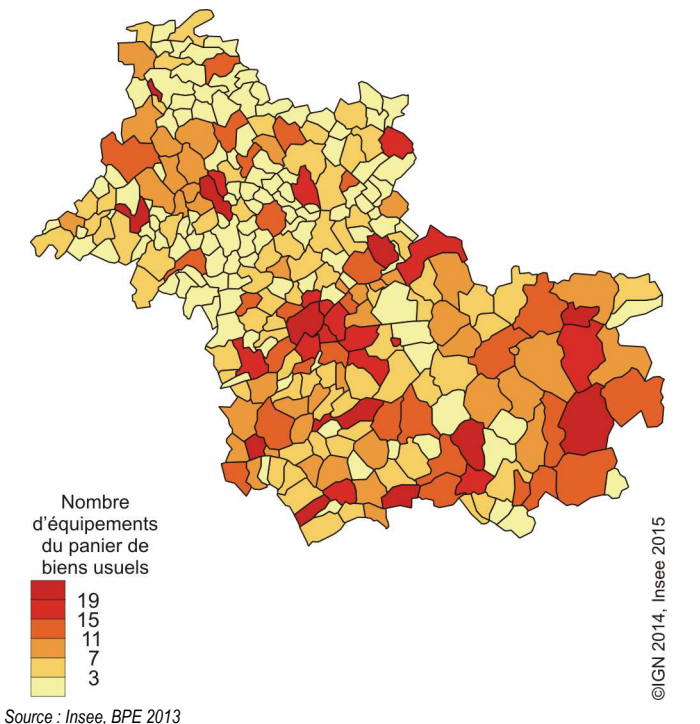 Nombre
d'équipements
du panier de
biens usuels
19
15
11
7
3
Source : Insee, BPE 2013
©IGN 2014, Insee 2015